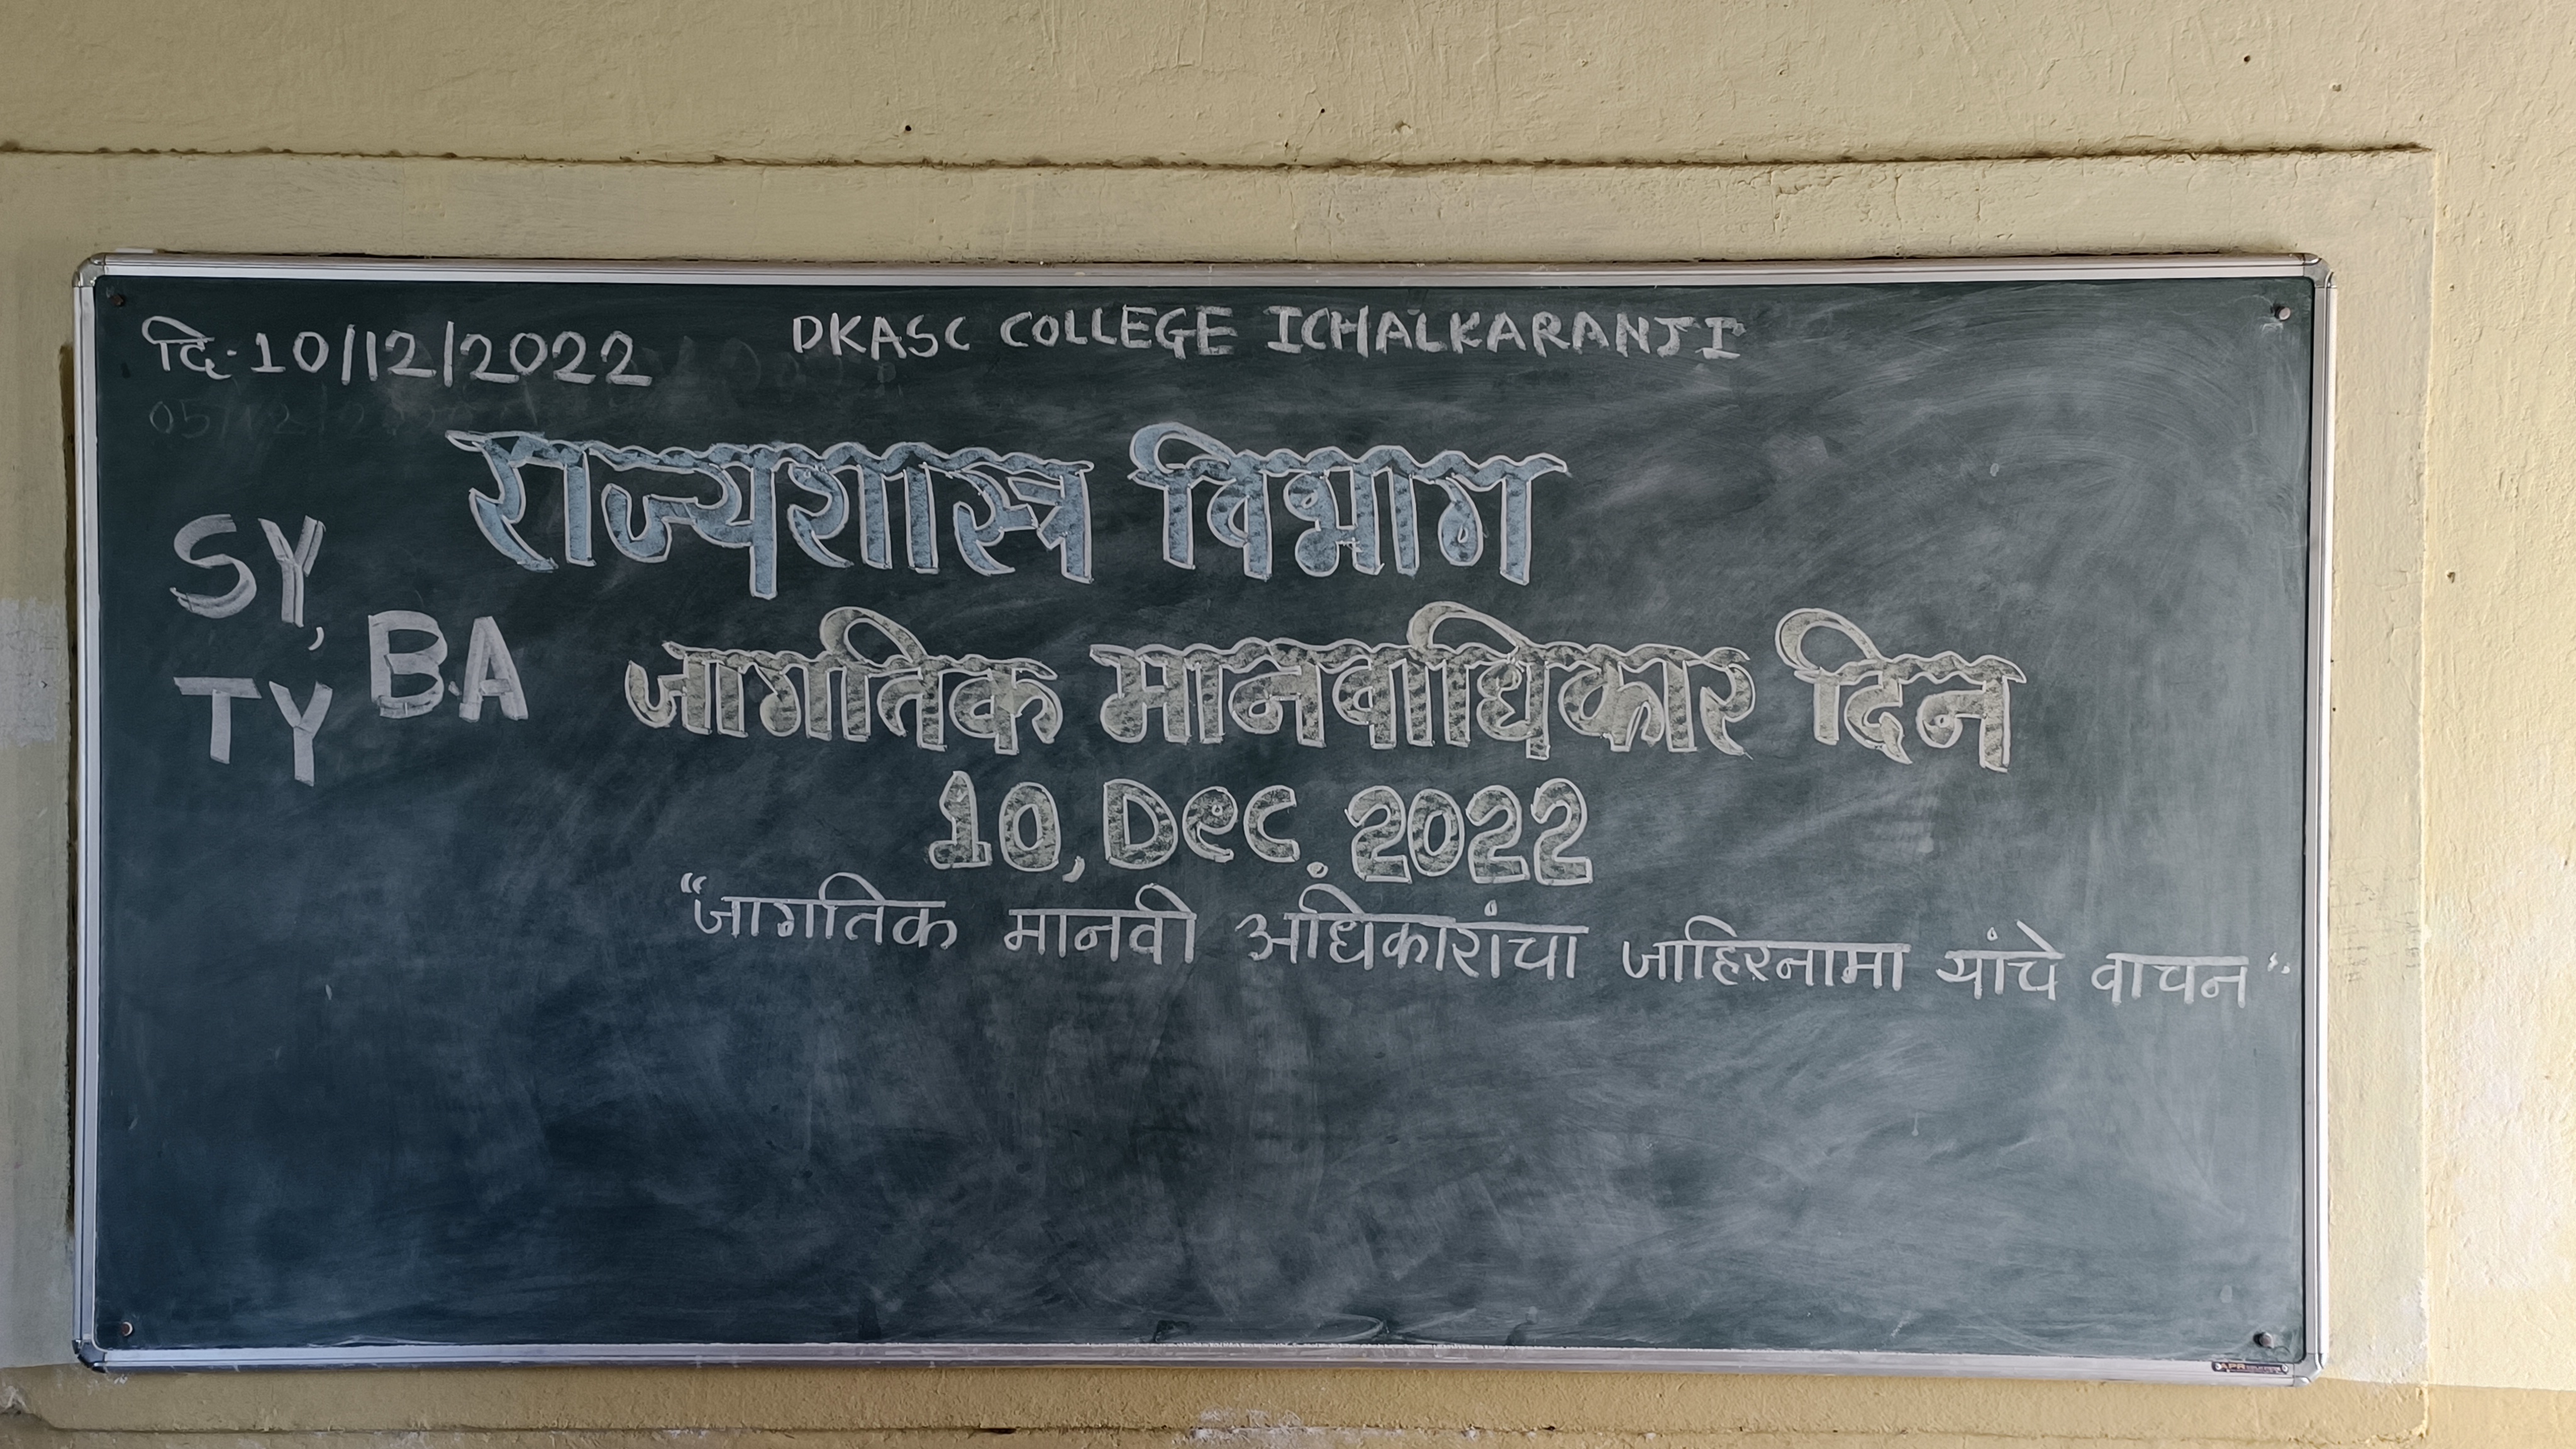 दि. 10/12/2022
DKASC COLLEGE ICHALKARANJI
राज्यशास्त्र विभाग
SY,
TY
B.A
जागतिक मानवाधिकार दिन
10, Dec. 2022
“जागतिक मानवी अधिकारांचा जाहिरनामा यांचे वाचन”